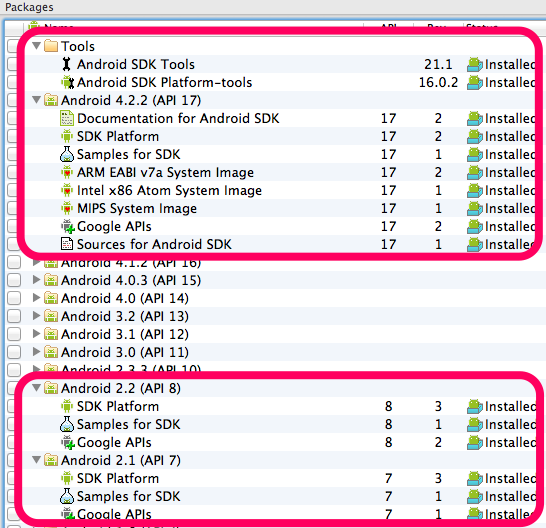 Packages
Name API Rev. Status
Tools
Android SDK Tools 21.1 Installed
Android SDK Platform-tools 16.0.2 Installed
Android 4.2.2 (API 17)
Documentation for Android SDK 17 2 Installed
SDK Platform 17 2 Installed
Samples for SDK 17 1 Installed
ARM EABI v7a System Image 17 2 Installed
Intel x86 Atom System Image 17 1 Installed
MIPS System Image 17 1 Installed
Google APIs 17 2 Installed
Sources for Android SDK 17 1 Installed
Android 4.1.2 (API 16)
Android 4.0.3 (API 15)
Android 4.0 (API 14)
Android 3.2 (API 13)
Android 3.1 (API 12)
Android 3.0 (API 11)
Android 2.3.3 (API 10)
Android 2.2 (API 8)
SDK Platform 8 3 Installed
Samples for SDK 8 1 Installed
Google APIs 8 2 Installed
Android 2.1 (API 7)
SDK Platform 7 3 Installed
Samples for SDK 7 1 Installed
Google APIs 7 1 Installed